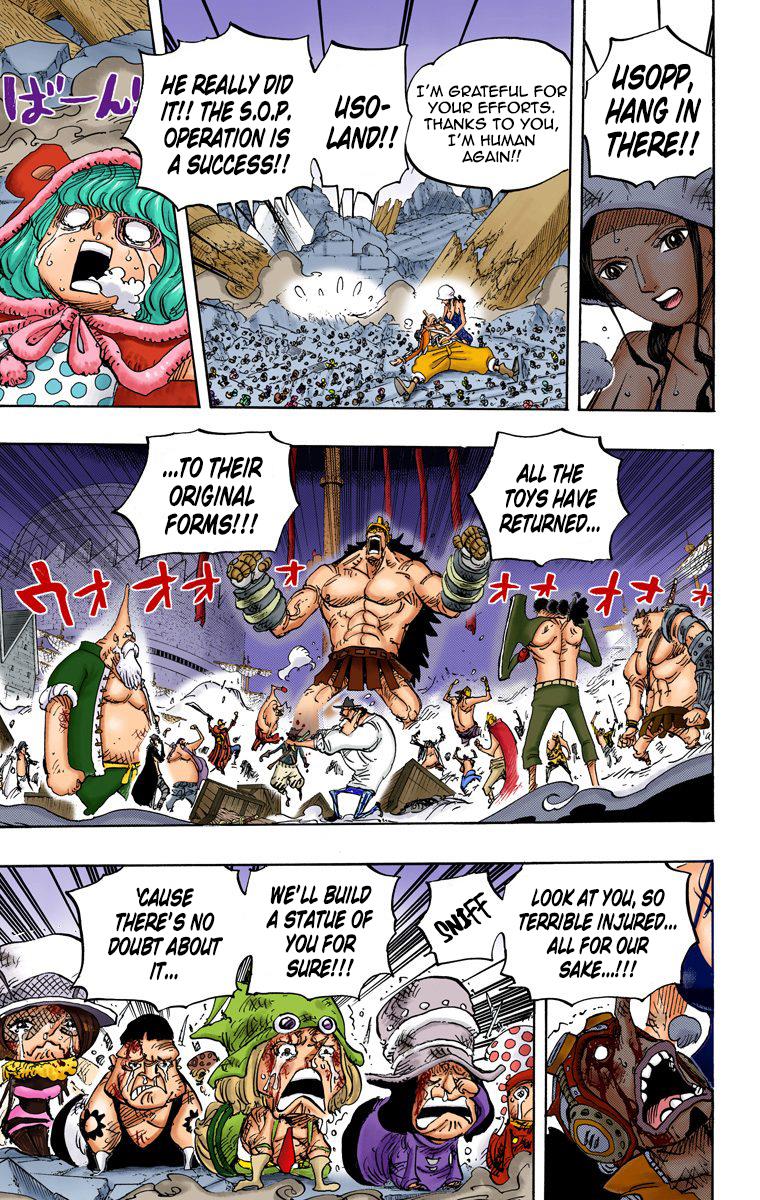 USOPP,
HANG IN
THERE!!
I'M GRATEFUL FOR
YOUR EFFORTS.
THANKS TO YOU,
I'M HUMAN
AGAIN!!
USO-
LAND!!
HE REALLY DID
IT!! THE S.O.P.
OPERATION IS
A SUCCESS!!
ばーん!!
ALL THE
TOYS HAVE
RETURNED...
...TO THEIR
ORIGINAL
FORMS!!!
ウォオオオオオオ
LOOK AT YOU, SO
TERRIBLE INJURED...
ALL FOR OUR
SAKE...!!!
SNIFF
WE'LL BUILD
A STATUE OF
YOU FOR
SURE!!!
'CAUSE
THERE'S NO
DOUBT ABOUT
IT...